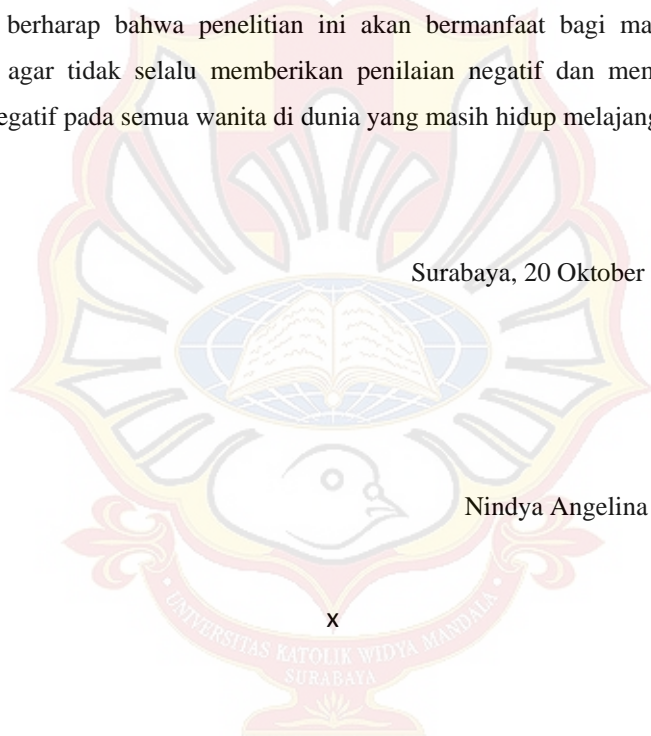 berharap bahwa penelitian ini akan bermanfaat bagi ma
agar tidak selalu memberikan penilaian negatif dan men
egatif pada semua wanita di dunia yang masih hidup melajang
Surabaya, 20 Oktober
Nindya Angelina
x
UNIVERSITAS KATOLIK WIDYA MANDALA
SURABAYA